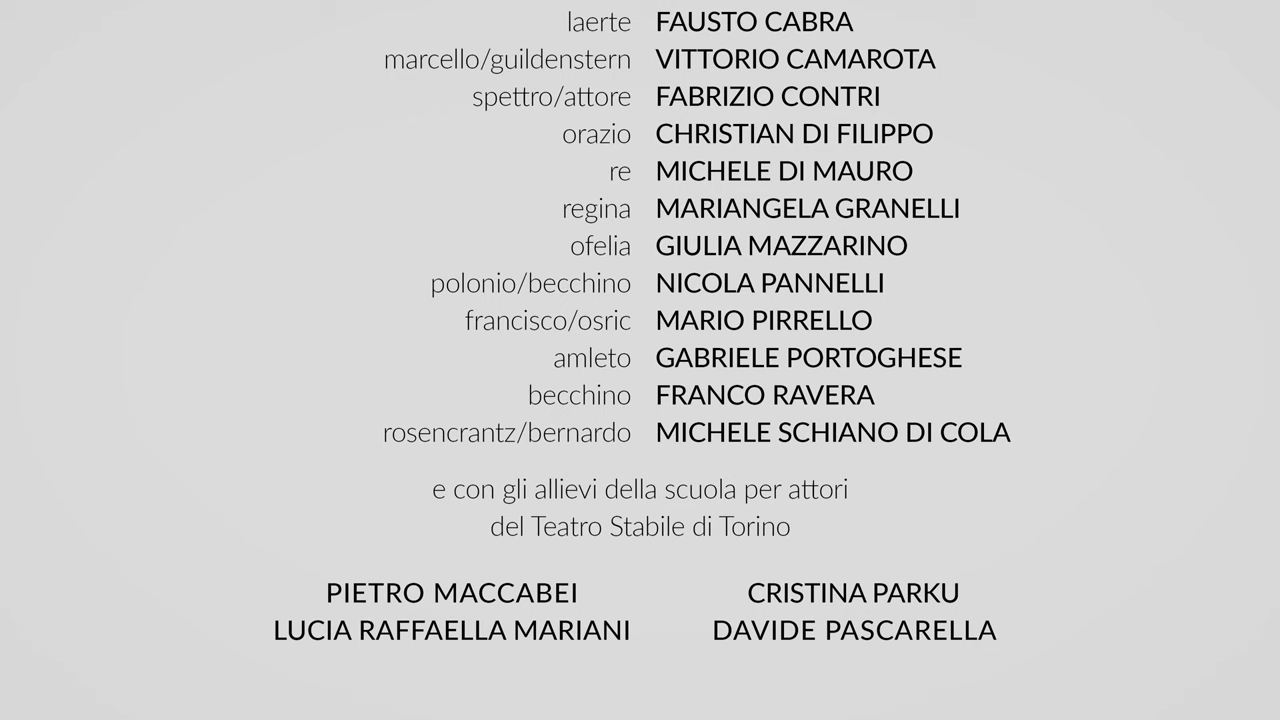 laerte FAUSTO CABRA
marcello/guildenstern VITTORIO CAMAROTA
spettro/attore FABRIZIO CONTRI
orazio CHRISTIAN DI FILIPPO
re MICHELE DI MAURO
regina MARIANGELA GRANELLI
ofelia GIULIA MAZZARINO
polonio/becchino NICOLA PANNELLI
francisco/osric MARIO PIRRELLO
amleto GABRIELE PORTOGHESE
becchino FRANCO RAVERA
rosencrantz/bernardo MICHELE SCHIANO DI COLA
e con gli allievi della scuola per attori
del Teatro Stabile di Torino
PIETRO MACCABEI CRISTINA PARKU
LUCIA RAFFAELLA MARIANI DAVIDE PASCARELLA